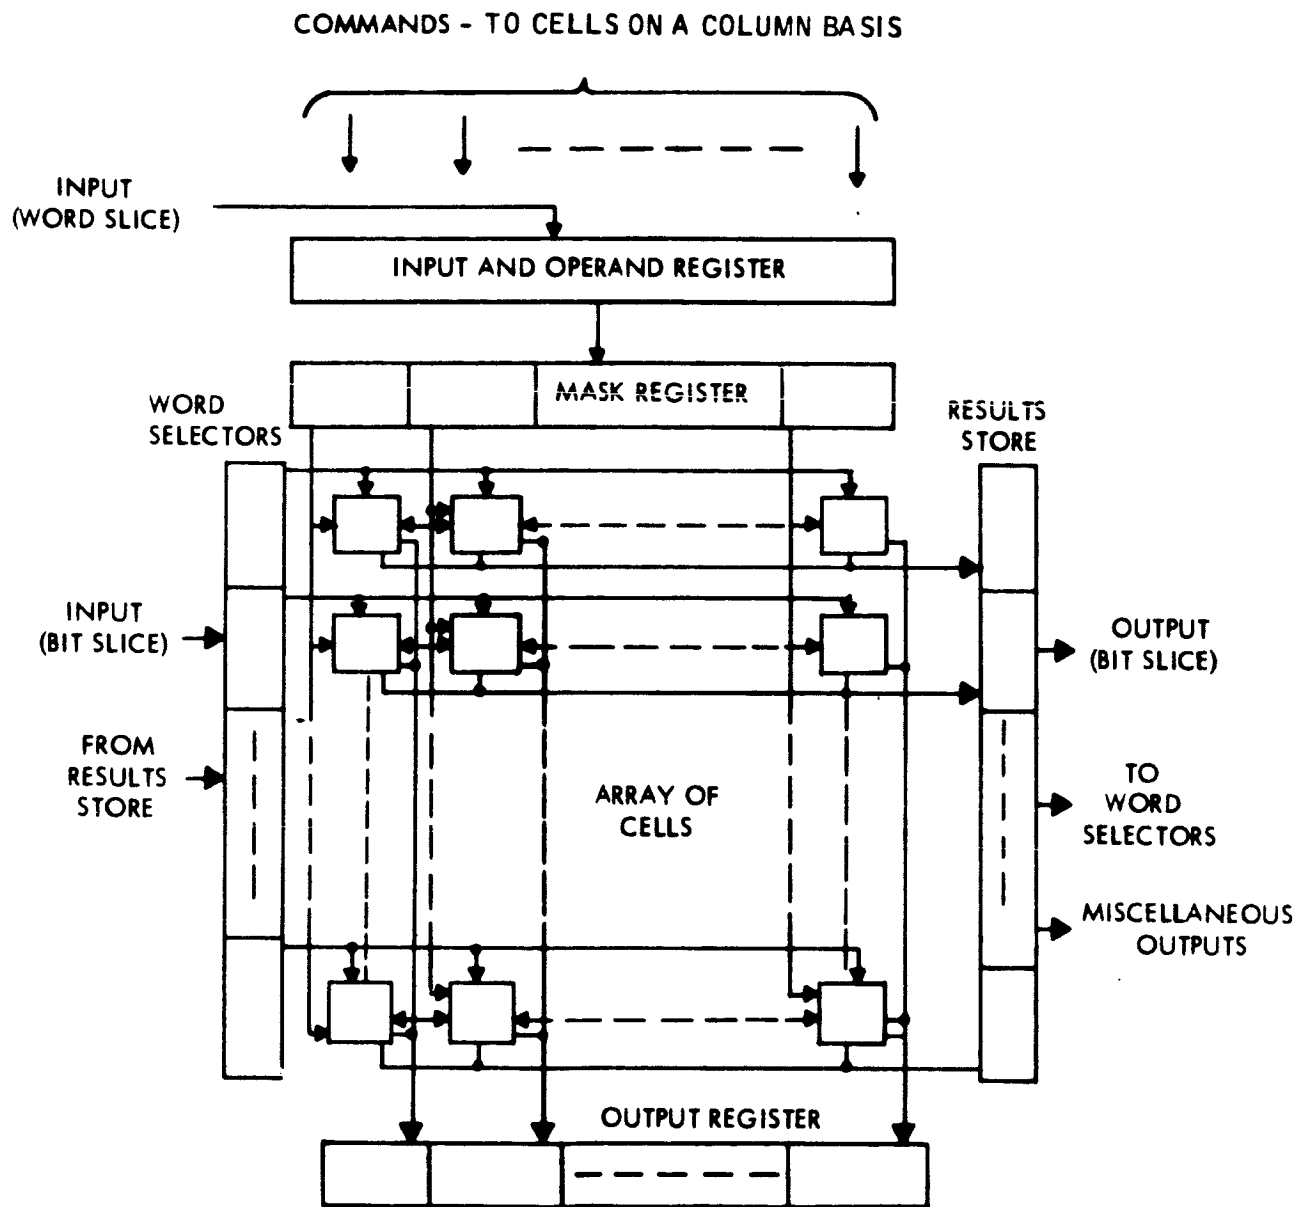 COMMANDS - TO CELLS ON A COLUMN BASIS
INPUT
(WORD SLICE)
INPUT AND OPERAND REGISTER
MASK REGISTER
WORD
SELECTORS
RESULTS
STORE
INPUT
(BIT SLICE)
OUTPUT
(BIT SLICE)
FROM
RESULTS
STORE
ARRAY OF
CELLS
TO
WORD
SELECTORS
MISCELLANEOUS
OUTPUTS
OUTPUT REGISTER